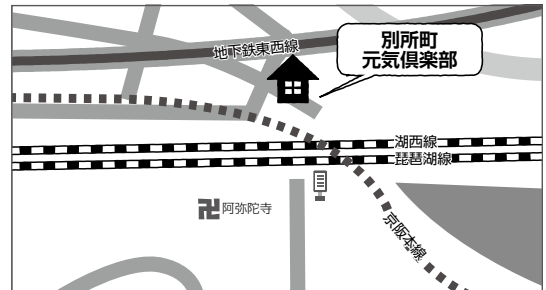 地下鉄東西線
別所町
元気倶楽部
湖西線
琵琶湖線
阿弥陀寺
京阪本線